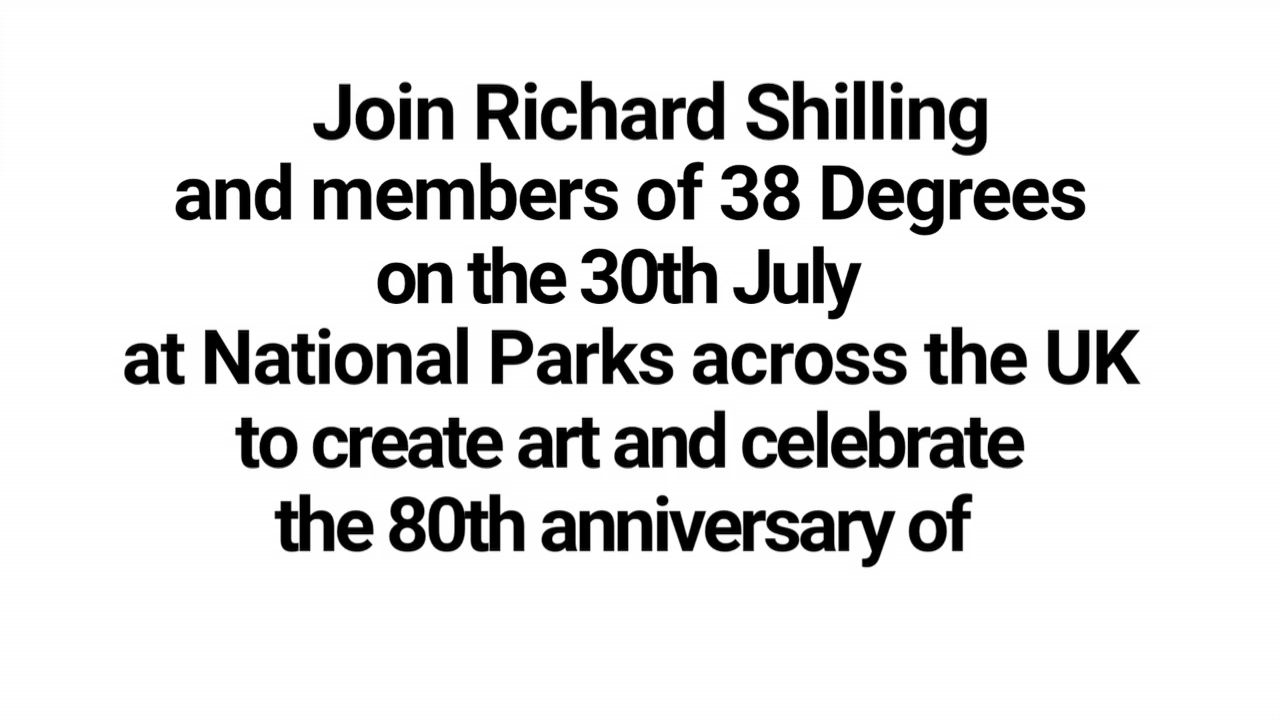 Join Richard Shilling
and members of 38 Degrees
on the 30th July
at National Parks across the UK
to create art and celebrate
the 80th anniversary of